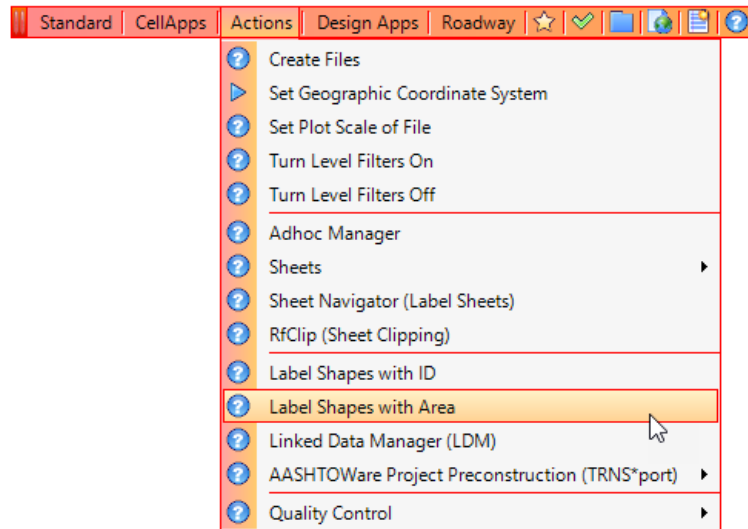 Standard CellApps Actions Design Apps Roadway
Create Files
Set Geographic Coordinate System
Set Plot Scale of File
Turn Level Filters On
Turn Level Filters Off
Adhoc Manager
Sheets
Sheet Navigator (Label Sheets)
RfClip (Sheet Clipping)
Label Shapes with ID
Label Shapes with Area
Linked Data Manager (LDM)
AASHTOWare Project Preconstruction (TRNS*port)
Quality Control